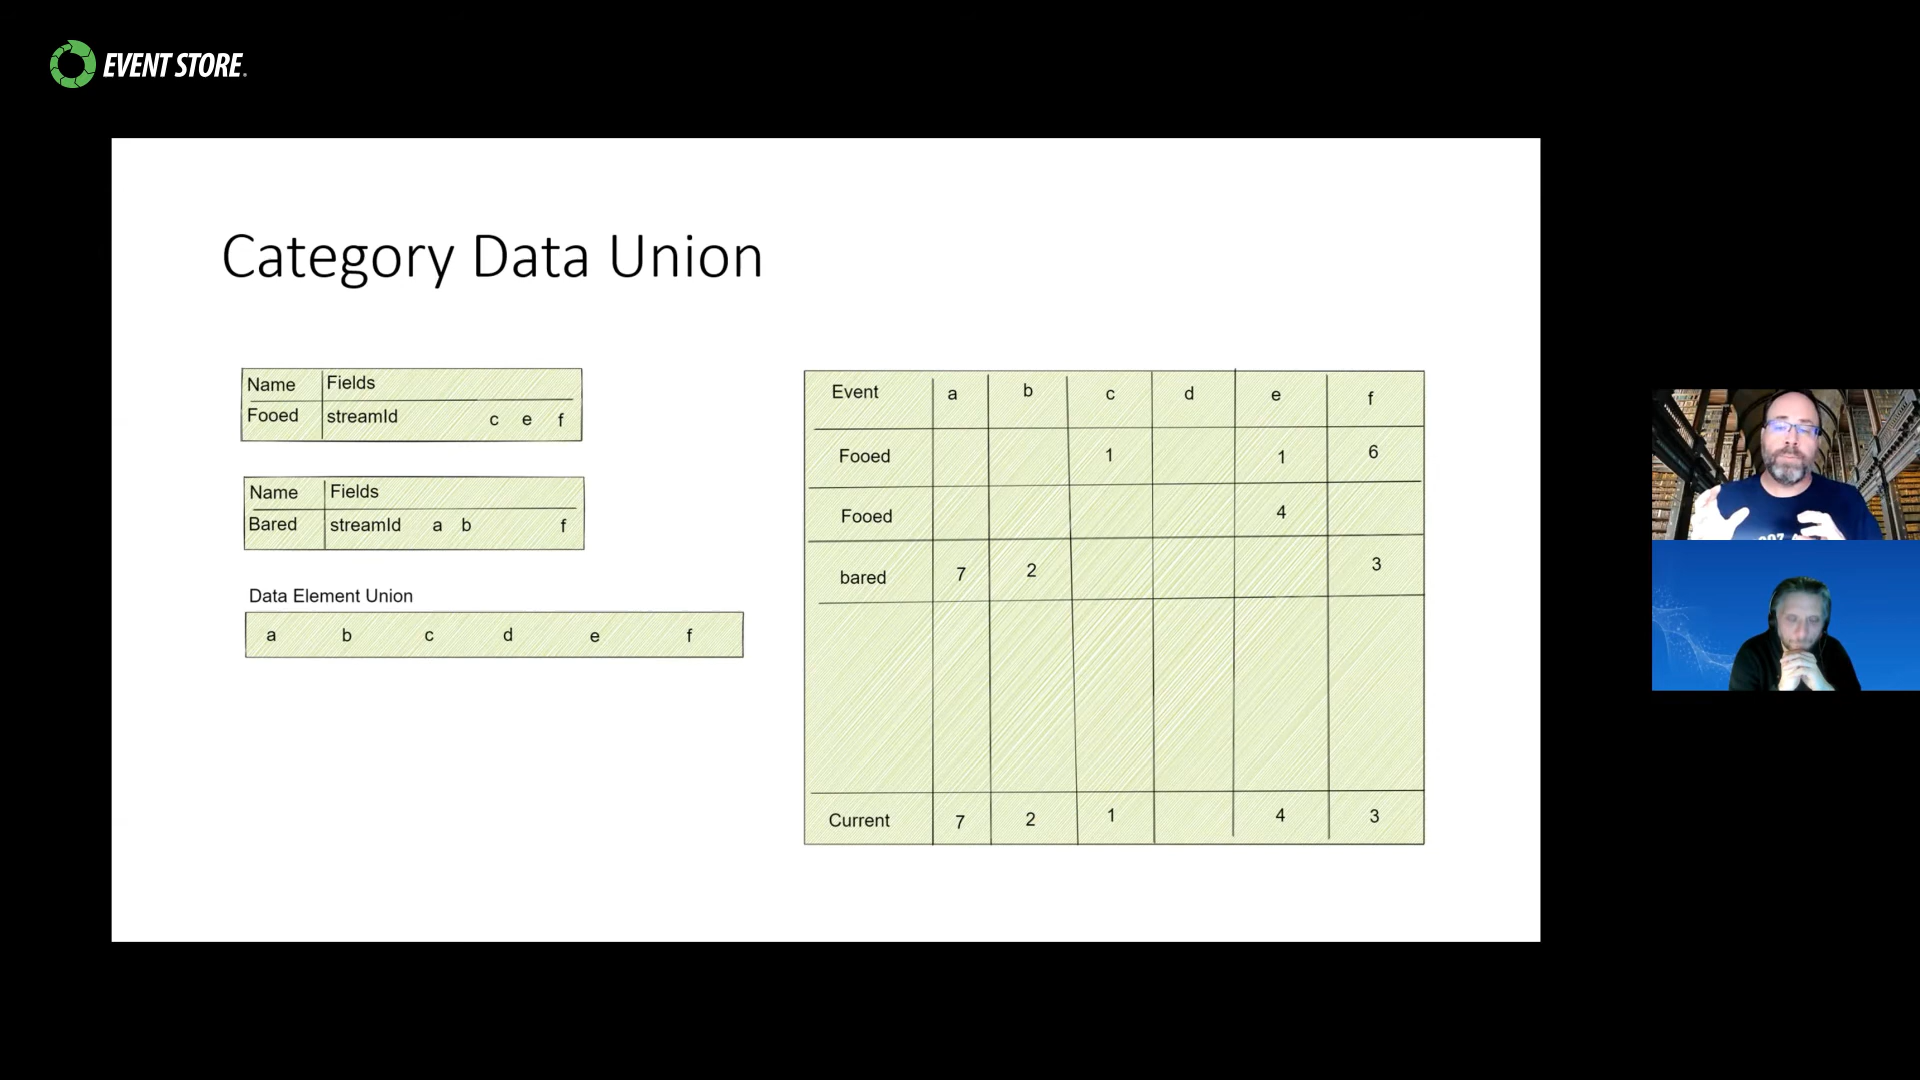 EVENT STORE
Category Data Union
Name Fields
Fooed streamId c e f
Name Fields
Bared streamId a b f
Data Element Union
a b c d e f
Event a b c d e f
Fooed 1 1 6
Fooed 4
bared 7 2 3
Current 7 2 1 4 3